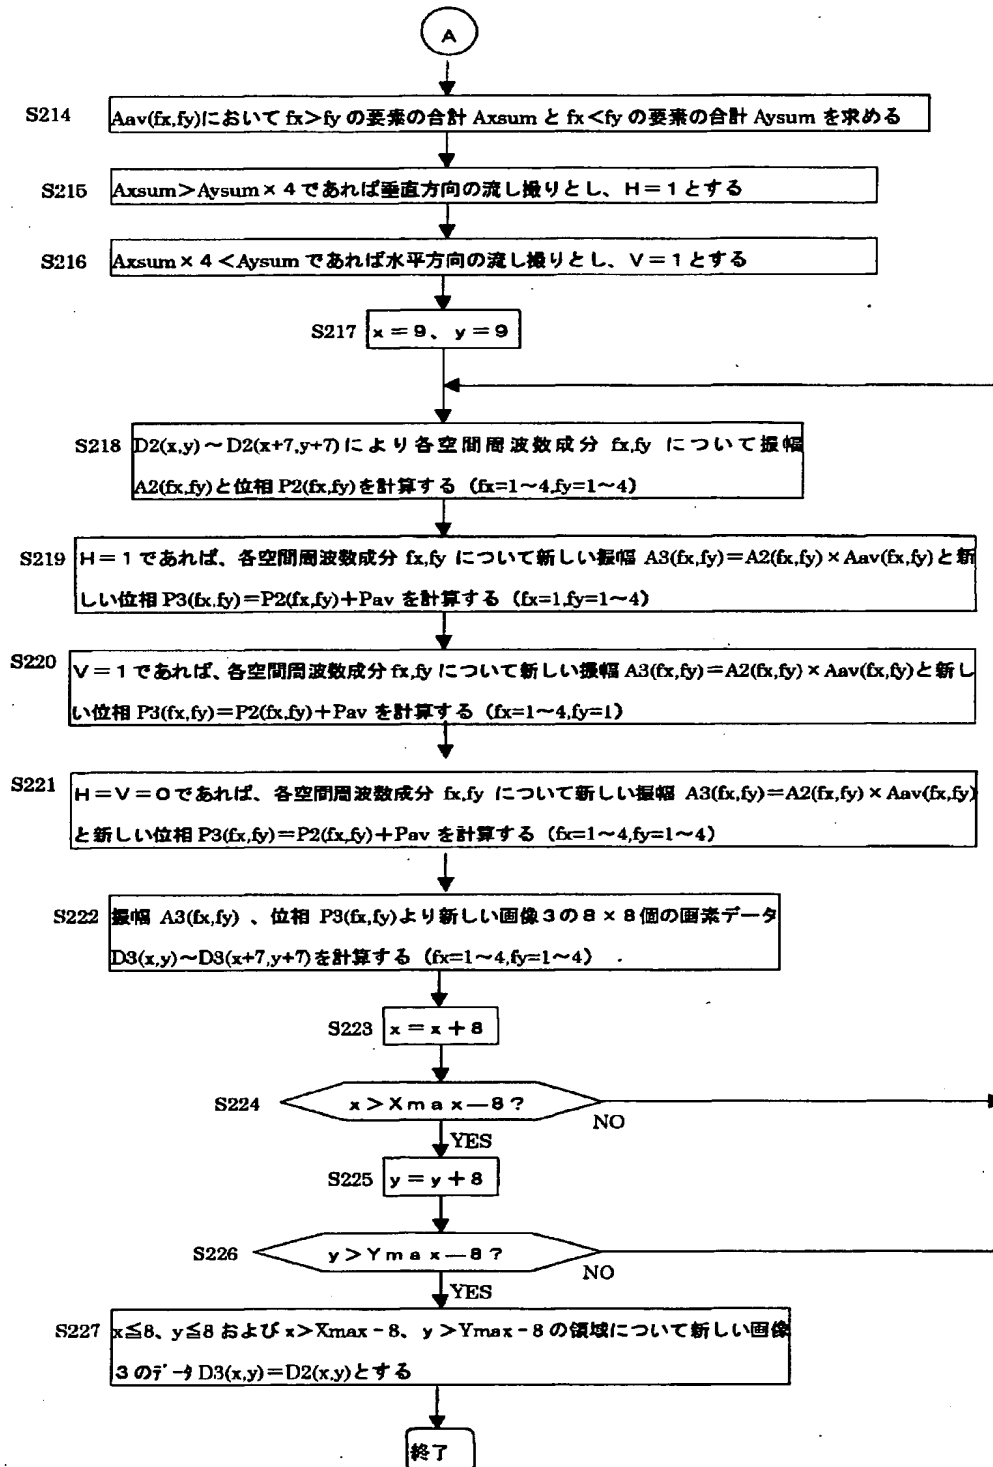 A
S214
Aav(fx,fy)において fx>fy の要素の合計 Axsum と fx<fy の要素の合計 Aysum を求める
S215
Axsum>Aysum×4であれば垂直方向の流し撮りとし、H=1とする
S216
Axsum×4<Aysum であれば水平方向の流し撮りとし、V=1とする
S217
x=9、y=9
S218
D2(x,y)～D2(x+7,y+7)により各空間周波数成分 fx,fy について振幅
A2(fx,fy)と位相 P2(fx,fy)を計算する(fx=1～4,fy=1～4)
S219
H=1であれば、各空間周波数成分 fx,fy について新しい振幅 A3(fx,fy)=A2(fx,fy)×Aav(fx,fy)と新
しい位相 P3(fx,fy)=P2(fx,fy)+Pav を計算する(fx=1,fy=1～4)
S220
V=1であれば、各空間周波数成分 fx,fy について新しい振幅 A3(fx,fy)=A2(fx,fy)×Aav(fx,fy)と新し
い位相 P3(fx,fy)=P2(fx,fy)+Pav を計算する(fx=1～4,fy=1)
S221
H=V=0であれば、各空間周波数成分 fx,fy について新しい振幅 A3(fx,fy)=A2(fx,fy)×Aav(fx,fy)
と新しい位相 P3(fx,fy)=P2(fx,fy)+Pav を計算する(fx=1～4,fy=1～4)
S222
振幅 A3(fx,fy)、位相 P3(fx,fy)より新しい画像3の8×8個の画素データ
D3(x,y)～D3(x+7,y+7)を計算する(fx=1～4,fy=1～4)
S223
x=x+8
S224
x>Xmax－8?
NO
YES
S225
y=y+8
S226
y>Ymax－8?
NO
YES
S227
x≦8、y≦8 および x>Xmax－8、y>Ymax－8 の領域について新しい画像
3のﾃﾞｰﾀ D3(x,y)=D2(x,y)とする
終了